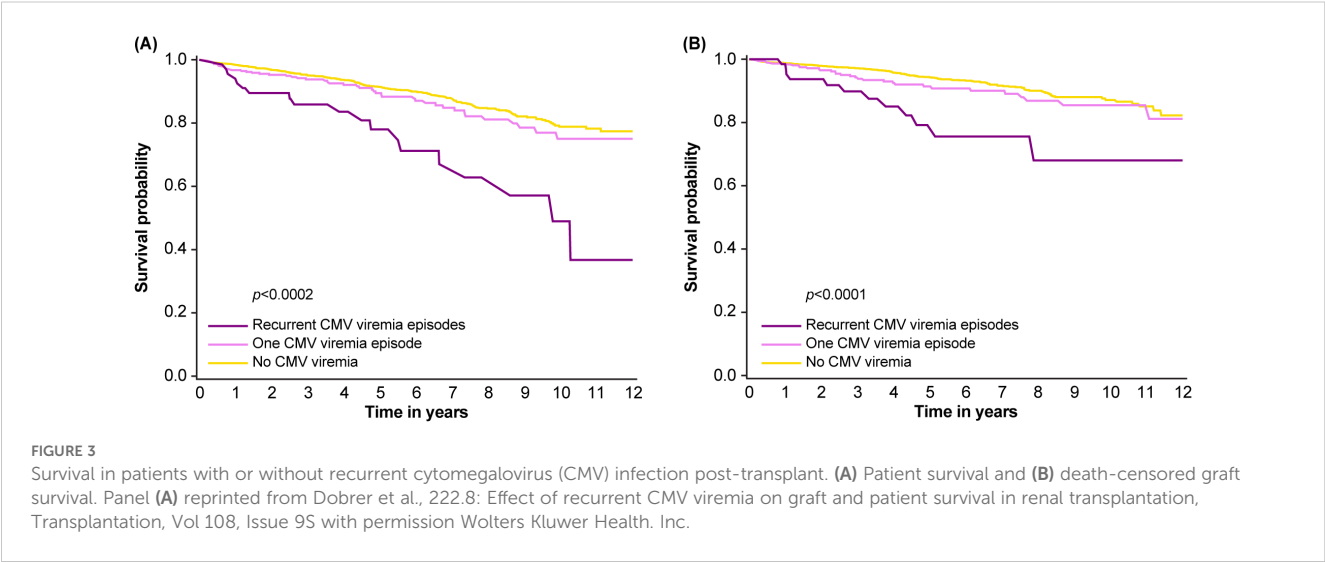 (A)
Survival probability
1.0
0.8
0.6
0.4
0.2
0.0
p<0.0002
Recurrent CMV viremia episodes
One CMV viremia episode
No CMV viremia
0 1 2 3 4 5 6 7 8 9 10 11 12
Time in years
(B)
Survival probability
1.0
0.8
0.6
0.4
0.2
0.0
p<0.0001
Recurrent CMV viremia episodes
One CMV viremia episode
No CMV viremia
0 1 2 3 4 5 6 7 8 9 10 11 12
Time in years
FIGURE 3
Survival in patients with or without recurrent cytomegalovirus (CMV) infection post-transplant. (A) Patient survival and (B) death-censored graft
survival. Panel (A) reprinted from Dobrer et al., 222.8: Effect of recurrent CMV viremia on graft and patient survival in renal transplantation,
Transplantation, Vol 108, Issue 9S with permission Wolters Kluwer Health. Inc.